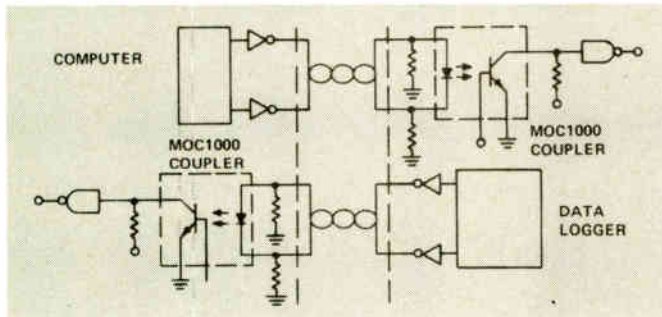 COMPUTER
MOC1000
COUPLER
MOC1000
COUPLER
DATA
LOGGER